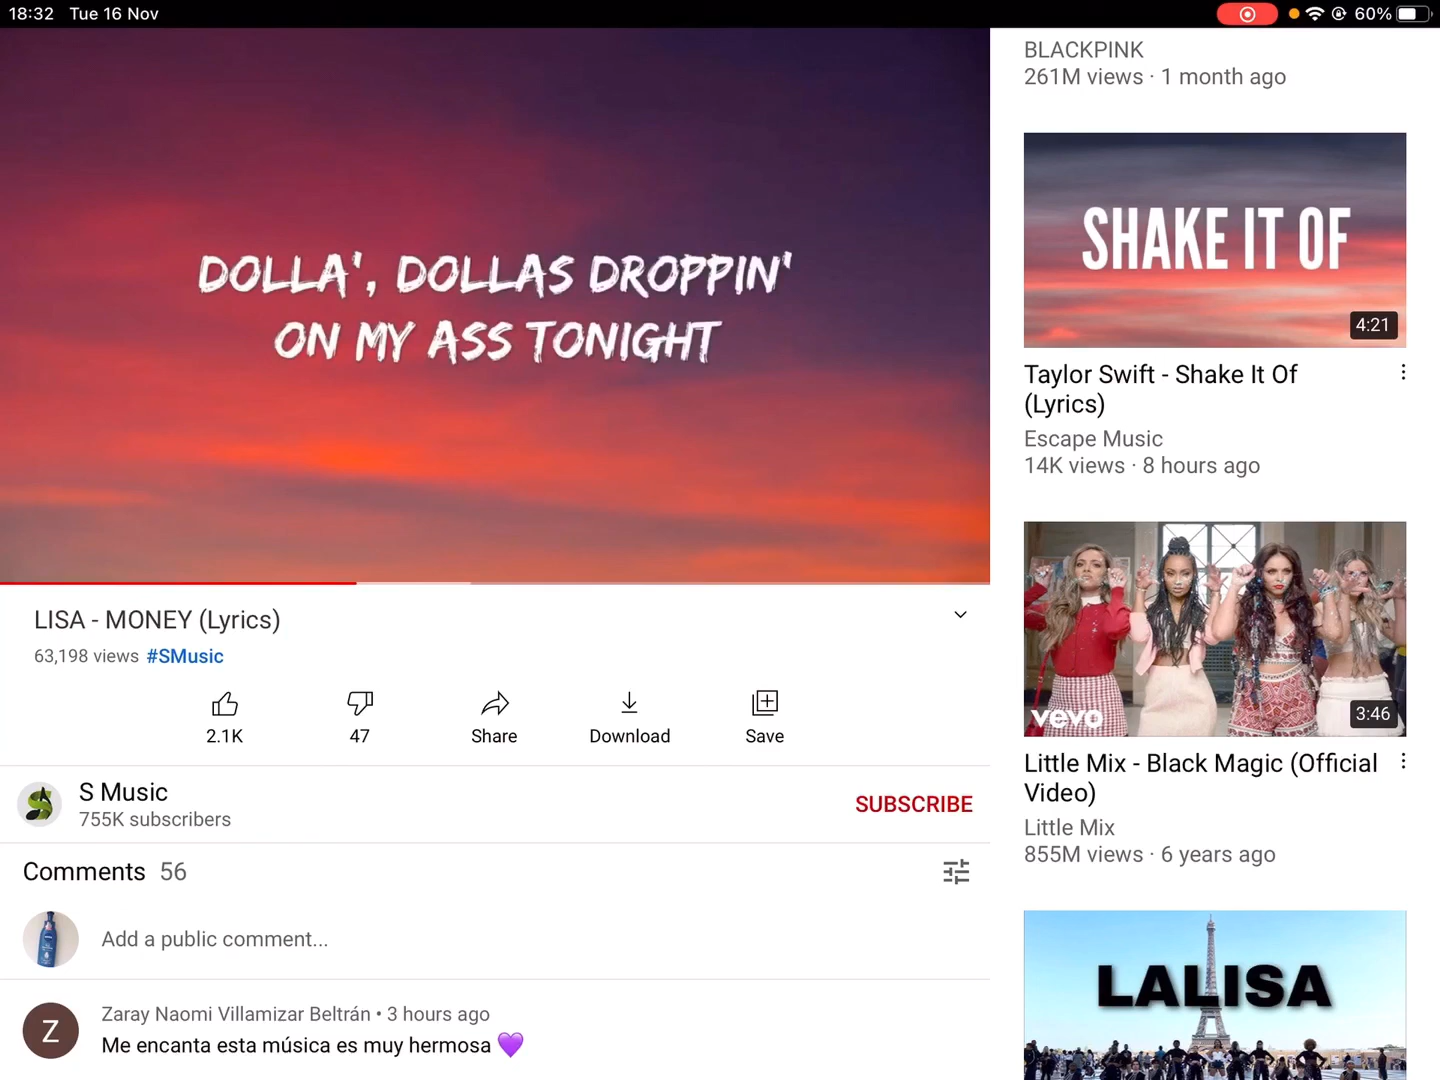 18:32 Tue 16 Nov
60%
DOLLA', DOLLAS DROPPIN'
ON MY ASS TONIGHT
LISA - MONEY (Lyrics)
63,198 views #SMusic
2.1K
47
Share
Download
Save
S Music
755K subscribers
SUBSCRIBE
Comments 56
Add a public comment...
Z
Zaray Naomi Villamizar Beltrán • 3 hours ago
Me encanta esta música es muy hermosa 💜
BLACKPINK
261M views · 1 month ago
SHAKE IT OF
4:21
Taylor Swift - Shake It Of
(Lyrics)
Escape Music
14K views · 8 hours ago
vevo
3:46
Little Mix - Black Magic (Official
Video)
Little Mix
855M views · 6 years ago
LALISA